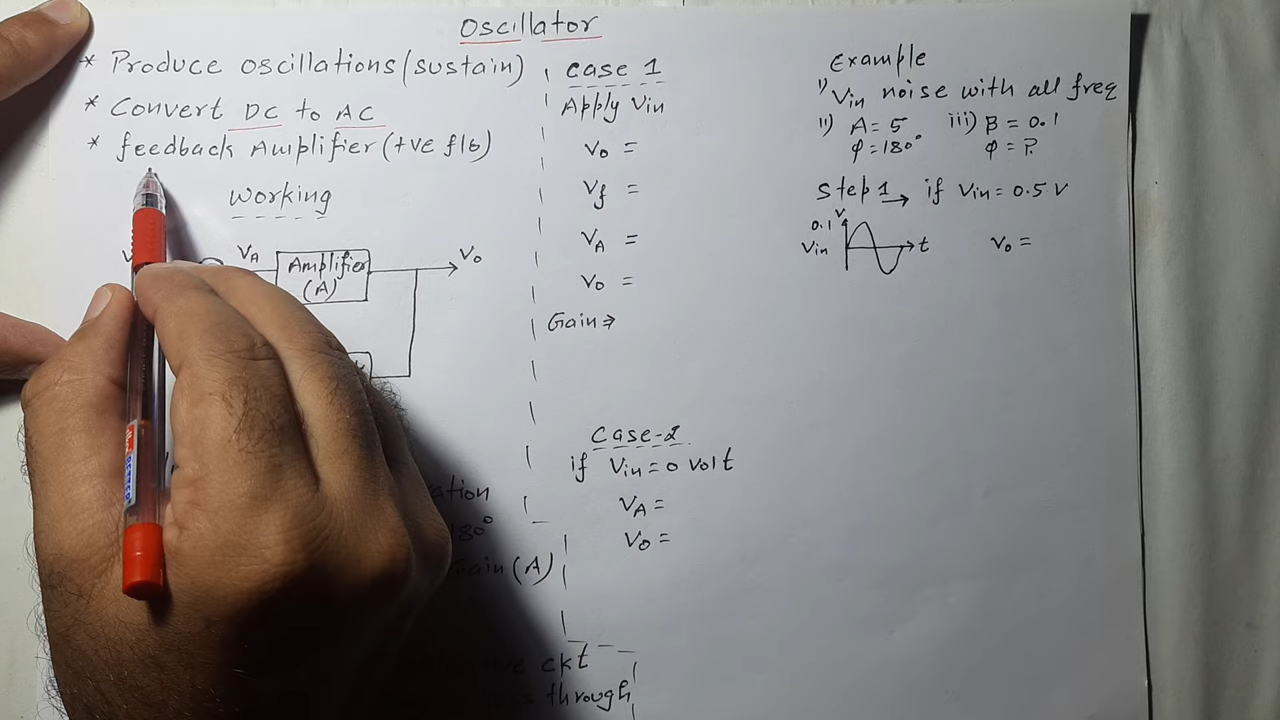 Oscillator
* Produce oscillations (sustain)
* Convert DC to AC
* feedback Amplifier (+ve f/b)
Working
VA
Amplifier
(A)
Vo
180°
Gain (A)
ckt
through
Case 1
Apply Vin
Vo =
Vf =
VA =
Vo =
Gain ⇒
Case-2
if Vin = 0 volt
VA =
Vo =
Example
i) Vin noise with all freq
ii) A = 5 iii) B = 0.1
φ = 180° φ = ?
Step 1 → if Vin = 0.5 V
0.1 V
Vin t Vo =